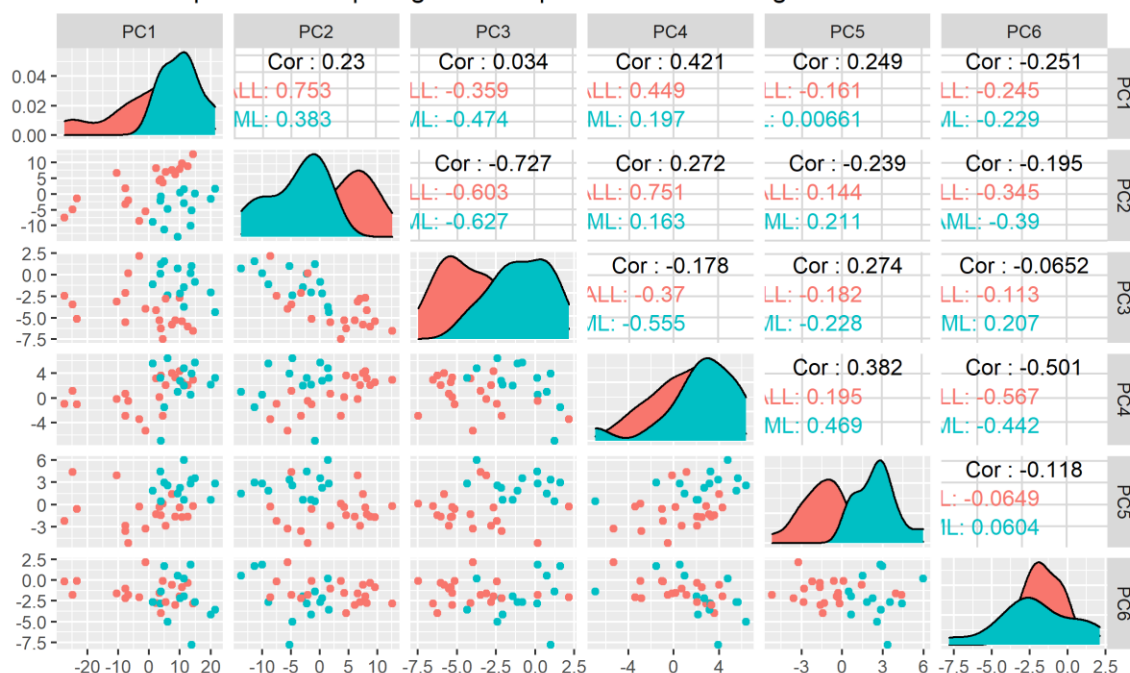 PC1 PC2 PC3 PC4 PC5 PC6
0.04
0.02
0.00
Cor : 0.23
ALL: 0.753
ML: 0.383
Cor : 0.034
LL: -0.359
ML: -0.474
Cor : 0.421
ALL: 0.449
ML: 0.197
Cor : 0.249
LL: -0.161
: 0.00661
Cor : -0.251
LL: -0.245
ML: -0.229
PC1
10
5
0
-5
-10
Cor : -0.727
LL: -0.603
ML: -0.627
Cor : 0.272
ALL: 0.751
ML: 0.163
Cor : -0.239
ALL: 0.144
ML: 0.211
Cor : -0.195
LL: -0.345
AML: -0.39
PC2
2.5
0.0
-2.5
-5.0
-7.5
Cor : -0.178
ALL: -0.37
ML: -0.555
Cor : 0.274
LL: -0.182
ML: -0.228
Cor : -0.0652
LL: -0.113
ML: 0.207
PC3
4
0
-4
Cor : 0.382
ALL: 0.195
ML: 0.469
Cor : -0.501
LL: -0.567
ML: -0.442
PC4
6
3
0
-3
Cor : -0.118
L: -0.0649
ML: 0.0604
PC5
2.5
0.0
-2.5
-5.0
-7.5
PC6
-20 -10 0 10 20 -10 -5 0 5 10 -7.5 -5.0 -2.5 0.0 2.5 -4 0 4 -3 0 3 6 -7.5 -5.0 -2.5 0.0 2.5